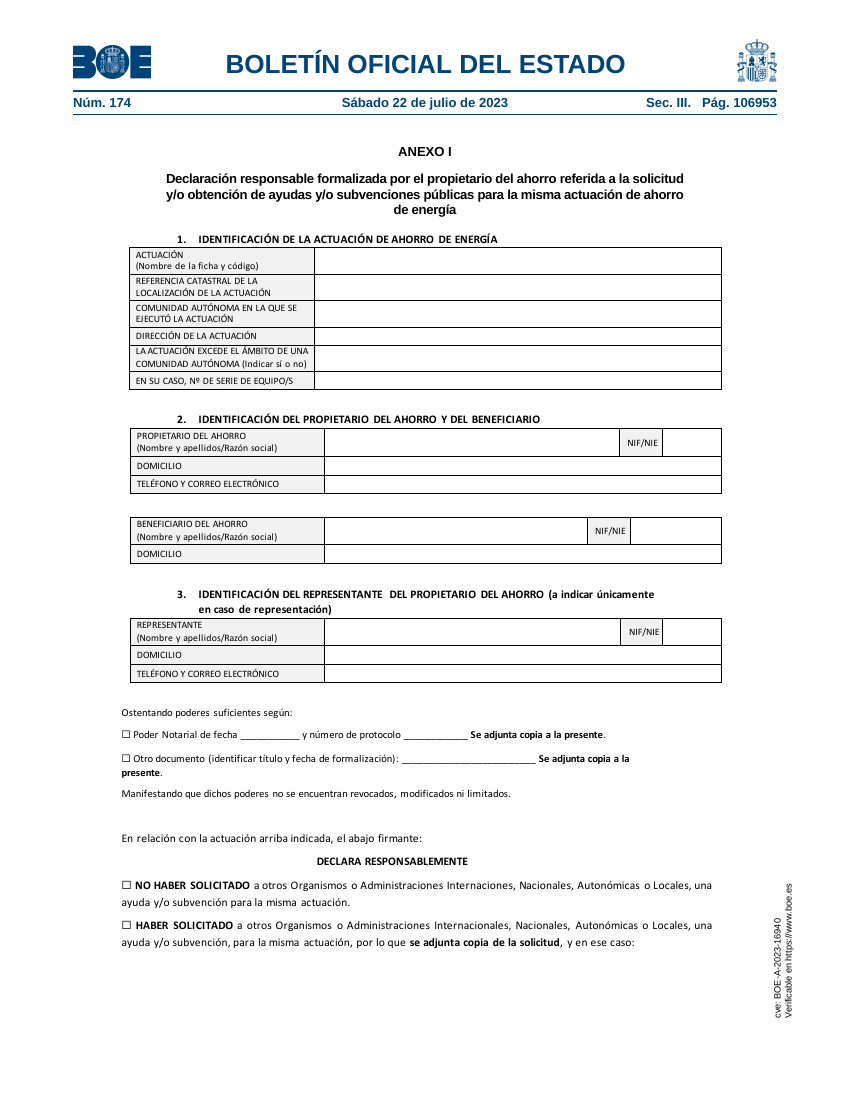 BOE
BOLETÍN OFICIAL DEL ESTADO
Núm. 174 Sábado 22 de julio de 2023 Sec. III. Pág. 106953
ANEXO I
Declaración responsable formalizada por el propietario del ahorro referida a la solicitud
y/o obtención de ayudas y/o subvenciones públicas para la misma actuación de ahorro
de energía
1. IDENTIFICACIÓN DE LA ACTUACIÓN DE AHORRO DE ENERGÍA
ACTUACIÓN
(Nombre de la ficha y código)
REFERENCIA CATASTRAL DE LA
LOCALIZACIÓN DE LA ACTUACIÓN
COMUNIDAD AUTÓNOMA EN LA QUE SE
EJECUTÓ LA ACTUACIÓN
DIRECCIÓN DE LA ACTUACIÓN
LA ACTUACIÓN EXCEDE EL ÁMBITO DE UNA
COMUNIDAD AUTÓNOMA (Indicar sí o no)
EN SU CASO, Nº DE SERIE DE EQUIPO/S
2. IDENTIFICACIÓN DEL PROPIETARIO DEL AHORRO Y DEL BENEFICIARIO
PROPIETARIO DEL AHORRO
(Nombre y apellidos/Razón social)
NIF/NIE
DOMICILIO
TELÉFONO Y CORREO ELECTRÓNICO
BENEFICIARIO DEL AHORRO
(Nombre y apellidos/Razón social)
NIF/NIE
DOMICILIO
3. IDENTIFICACIÓN DEL REPRESENTANTE DEL PROPIETARIO DEL AHORRO (a indicar únicamente
en caso de representación)
REPRESENTANTE
(Nombre y apellidos/Razón social)
NIF/NIE
DOMICILIO
TELÉFONO Y CORREO ELECTRÓNICO
Ostentando poderes suficientes según:
☐ Poder Notarial de fecha ___________ y número de protocolo ____________ Se adjunta copia a la presente.
☐ Otro documento (identificar título y fecha de formalización): _________________________ Se adjunta copia a la
presente.
Manifestando que dichos poderes no se encuentran revocados, modificados ni limitados.
En relación con la actuación arriba indicada, el abajo firmante:
DECLARA RESPONSABLEMENTE
☐ NO HABER SOLICITADO a otros Organismos o Administraciones Internaciones, Nacionales, Autonómicas o Locales, una
ayuda y/o subvención para la misma actuación.
☐ HABER SOLICITADO a otros Organismos o Administraciones Internacionales, Nacionales, Autonómicas o Locales, una
ayuda y/o subvención, para la misma actuación, por lo que se adjunta copia de la solicitud, y en ese caso:
cve: BOE-A-2023-16940
Verificable en https://www.boe.es